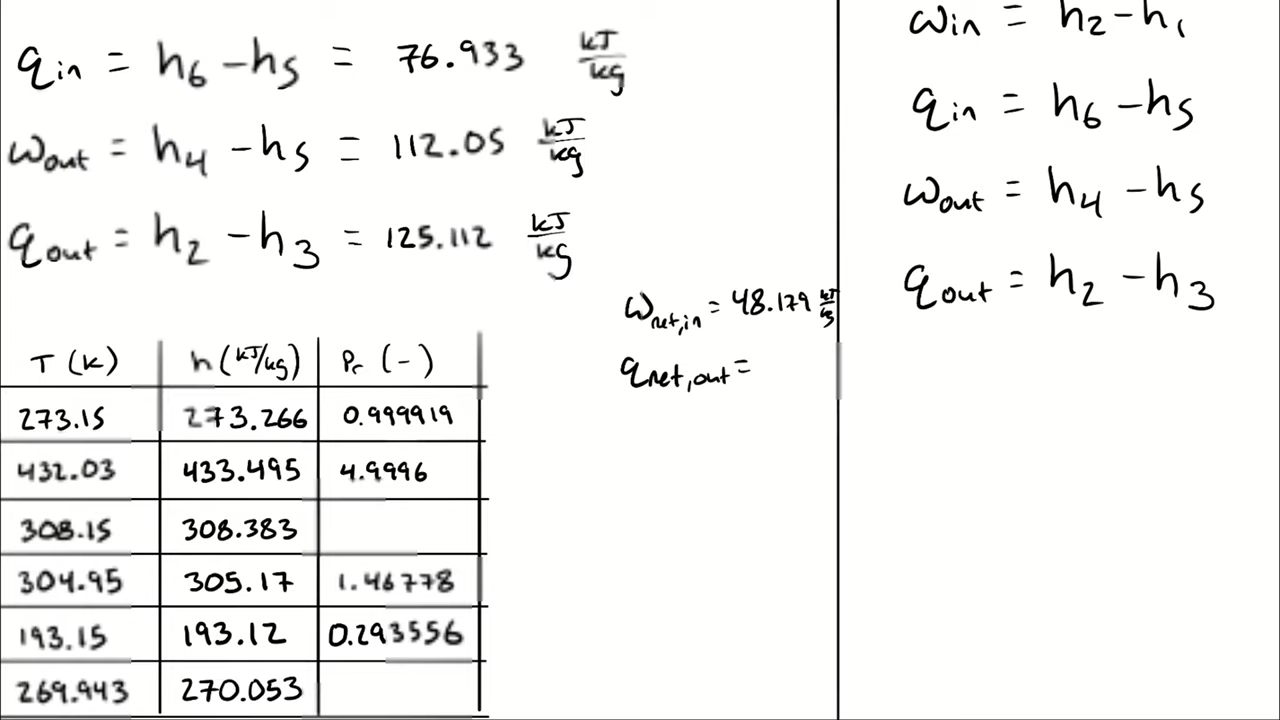 q_in = h_6 - h_5 = 76.933 kJ/kg
w_out = h_4 - h_5 = 112.05 kJ/kg
q_out = h_2 - h_3 = 125.112 kJ/kg
w_net,in = 48.179 kJ/kg
q_net,out =
T (K) h (kJ/kg) Pr (-)
273.15 273.266 0.999919
432.03 433.495 4.9996
308.15 308.383
304.95 305.17 1.46778
193.15 193.12 0.293556
269.943 270.053
w_in = h_2 - h_1
q_in = h_6 - h_5
w_out = h_4 - h_5
q_out = h_2 - h_3